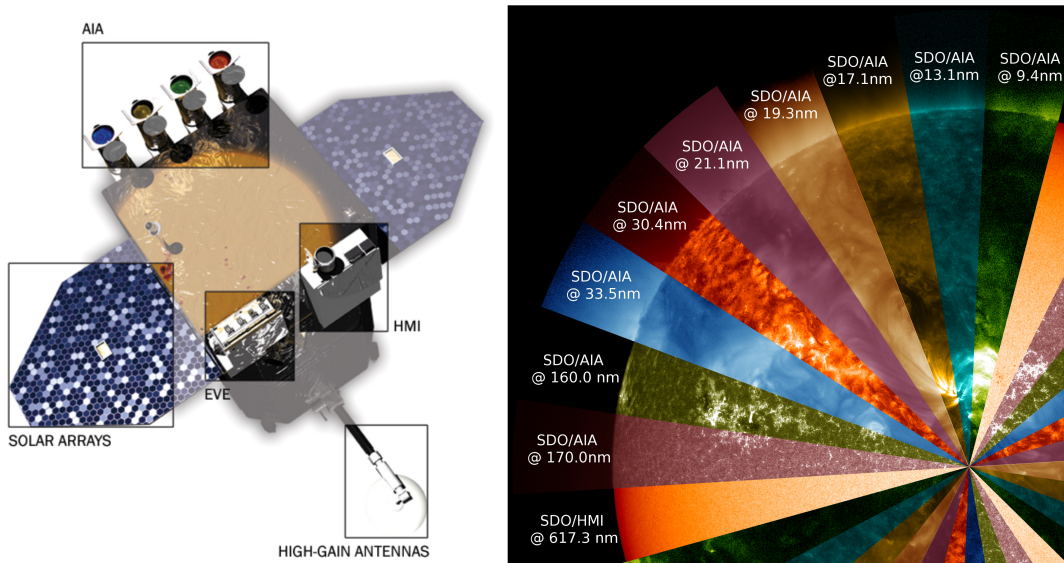 AIA
HMI
EVE
SOLAR ARRAYS
HIGH-GAIN ANTENNAS
SDO/AIA
@ 9.4nm
SDO/AIA
@13.1nm
SDO/AIA
@17.1nm
SDO/AIA
@ 19.3nm
SDO/AIA
@ 21.1nm
SDO/AIA
@ 30.4nm
SDO/AIA
@ 33.5nm
SDO/AIA
@ 160.0 nm
SDO/AIA
@ 170.0nm
SDO/HMI
@ 617.3 nm